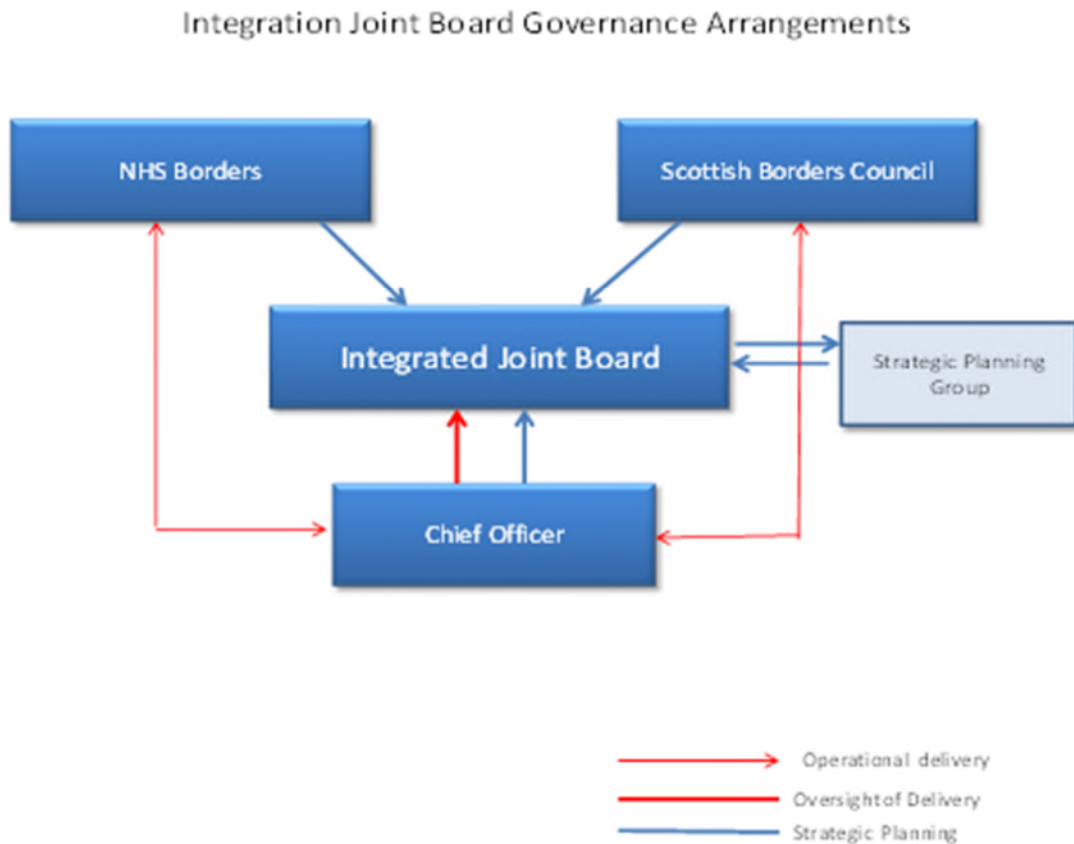 Integration Joint Board Governance Arrangements
NHS Borders
Scottish Borders Council
Integrated Joint Board
Strategic Planning
Group
Chief Officer
Operational delivery
Oversight of Delivery
Strategic Planning